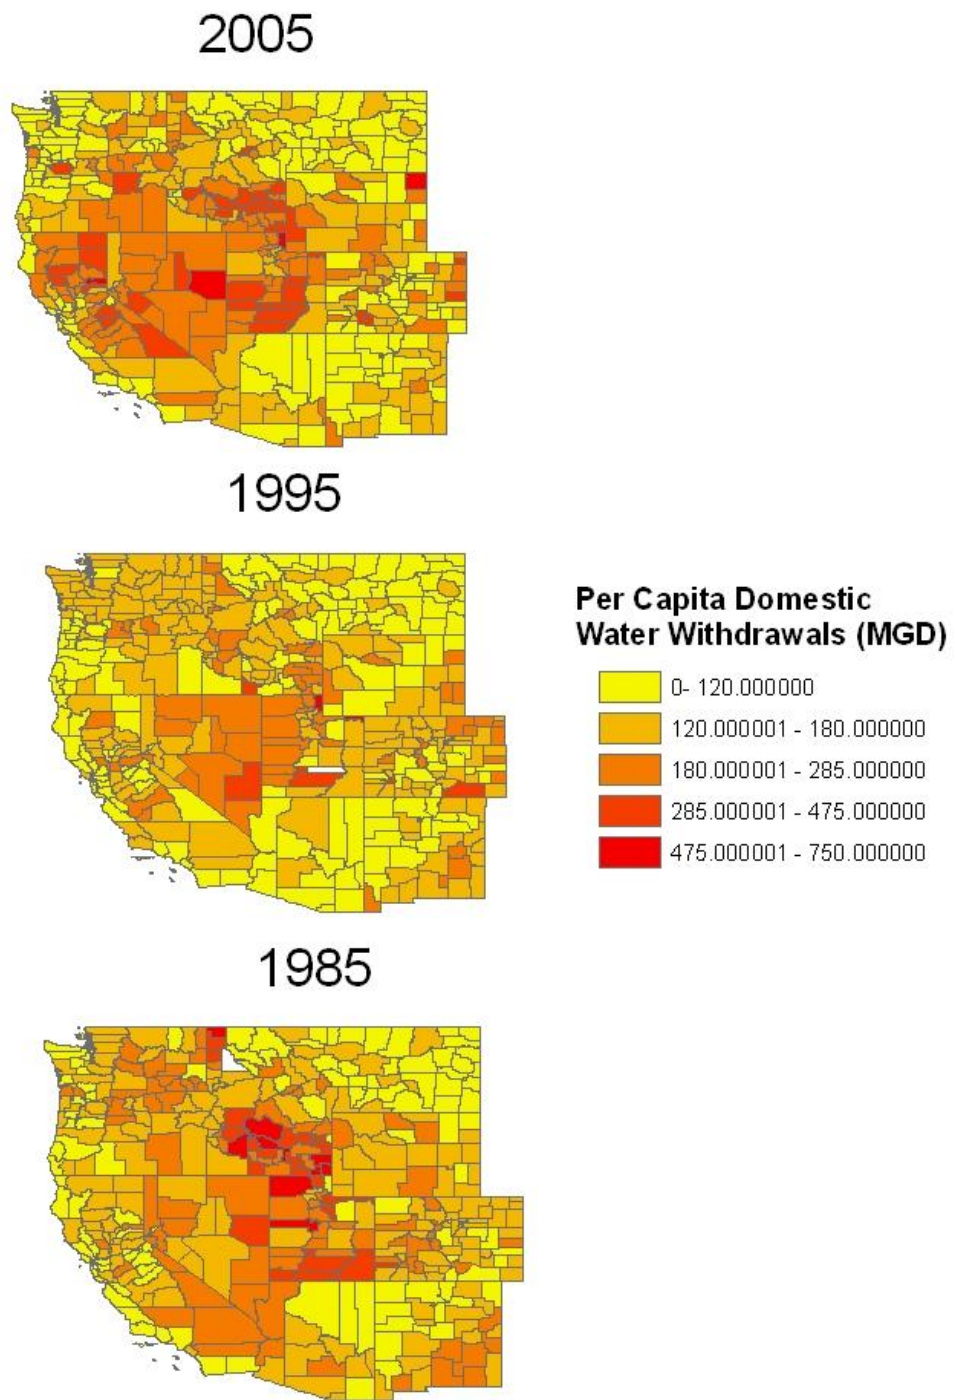 2005
1995
Per Capita Domestic
Water Withdrawals (MGD)
0- 120.000000
120.000001 - 180.000000
180.000001 - 285.000000
285.000001 - 475.000000
475.000001 - 750.000000
1985